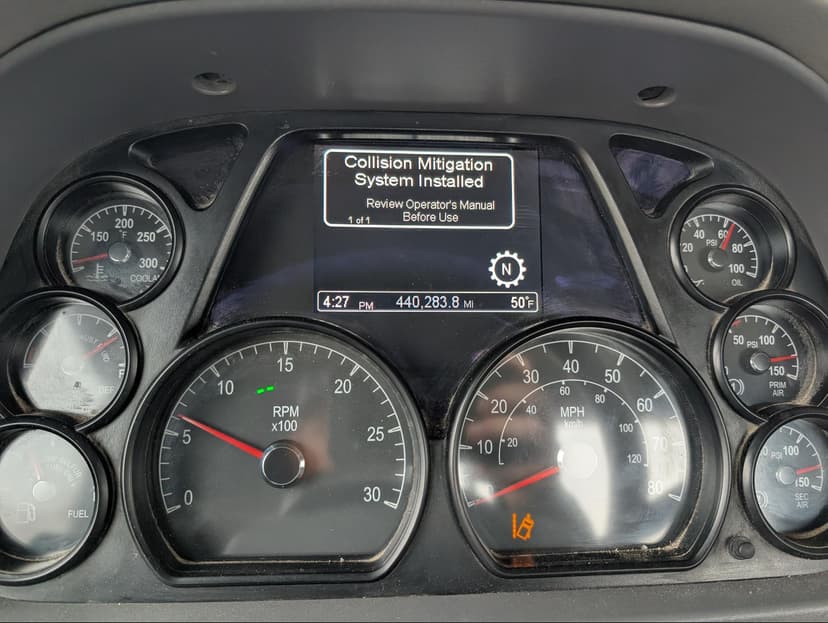 Collision Mitigation
System Installed
Review Operator's Manual
1 of 1 Before Use
N
4:27 PM 440,283.8 Mi 50°F
150 200 250 300
°F
20 40 60 80 100
PSI
OIL
DEF
50 100 150
PSI
PRIM
AIR
0 5 10 15 20 25 30
RPM
x100
10 20 30 40 50 60 70 80
MPH
km/h
20 40 60 80 100 120
FUEL
50 100 150
PSI
SEC
AIR